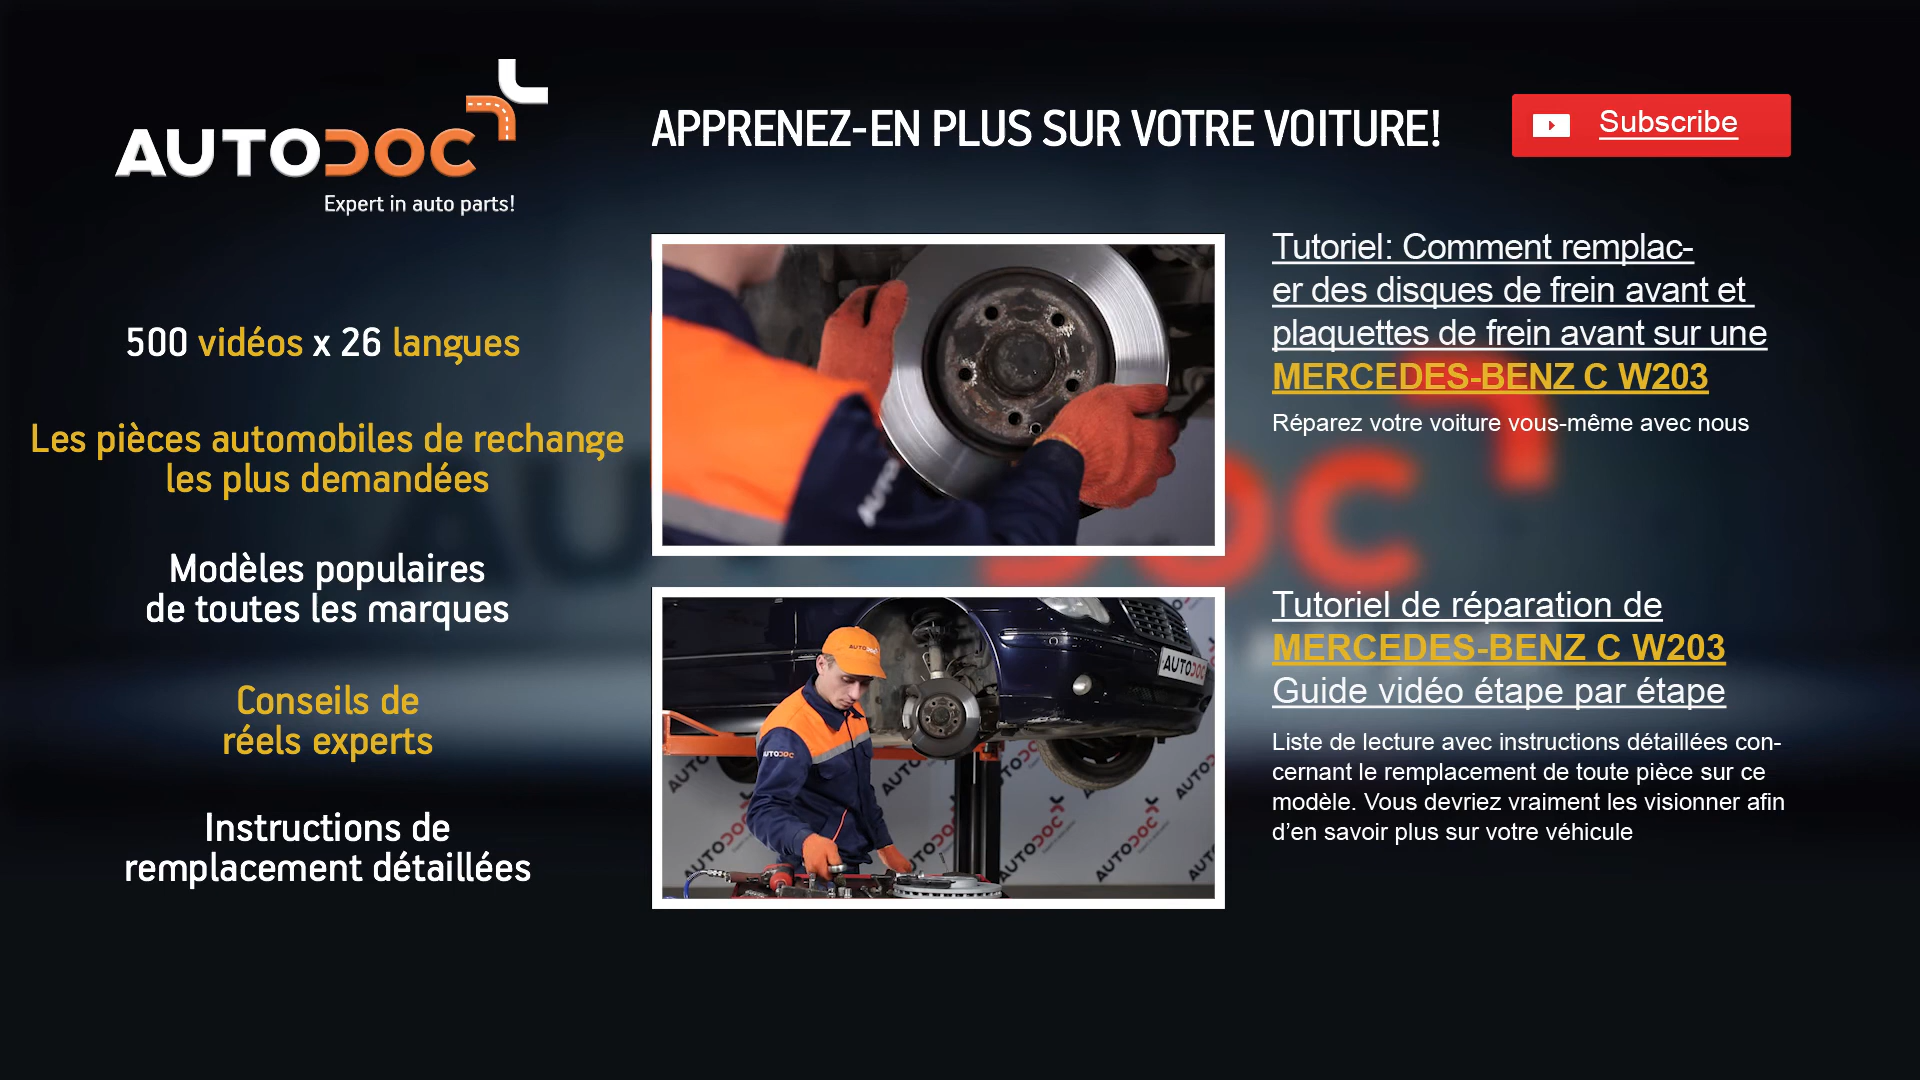 AUTODOC
Expert in auto parts!
APPRENEZ-EN PLUS SUR VOTRE VOITURE!
Subscribe
500 vidéos x 26 langues
Les pièces automobiles de rechange
les plus demandées
Modèles populaires
de toutes les marques
Conseils de
réels experts
Instructions de
remplacement détaillées
Tutoriel: Comment remplac-
er des disques de frein avant et
plaquettes de frein avant sur une
MERCEDES-BENZ C W203
Réparez votre voiture vous-même avec nous
Tutoriel de réparation de
MERCEDES-BENZ C W203
Guide vidéo étape par étape
Liste de lecture avec instructions détaillées con-
cernant le remplacement de toute pièce sur ce
modèle. Vous devriez vraiment les visionner afin
d’en savoir plus sur votre véhicule
AUTODOC
AUTODOC
AUTODOC
AUTODOC
AUTODOC